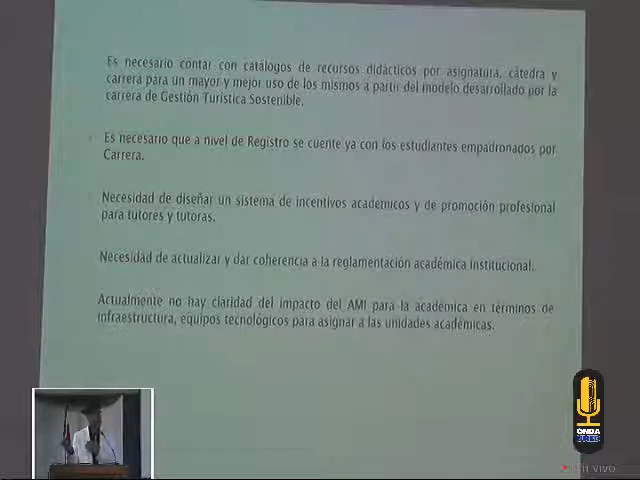 Es necesario contar con catálogos de recursos didácticos por asignatura, cátedra y
carrera para un mayor y mejor uso de los mismos a partir del modelo desarrollado por la
carrera de Gestión Turística Sostenible.
Es necesario que a nivel de Registro se cuente ya con los estudiantes empadronados por
Carrera.
Necesidad de diseñar un sistema de incentivos académicos y de promoción profesional
para tutores y tutoras.
Necesidad de actualizar y dar coherencia a la reglamentación académica institucional.
Actualmente no hay claridad del impacto del AMI para la académica en términos de
infraestructura, equipos tecnológicos para asignar a las unidades académicas.
ONDA
UNED
EN VIVO